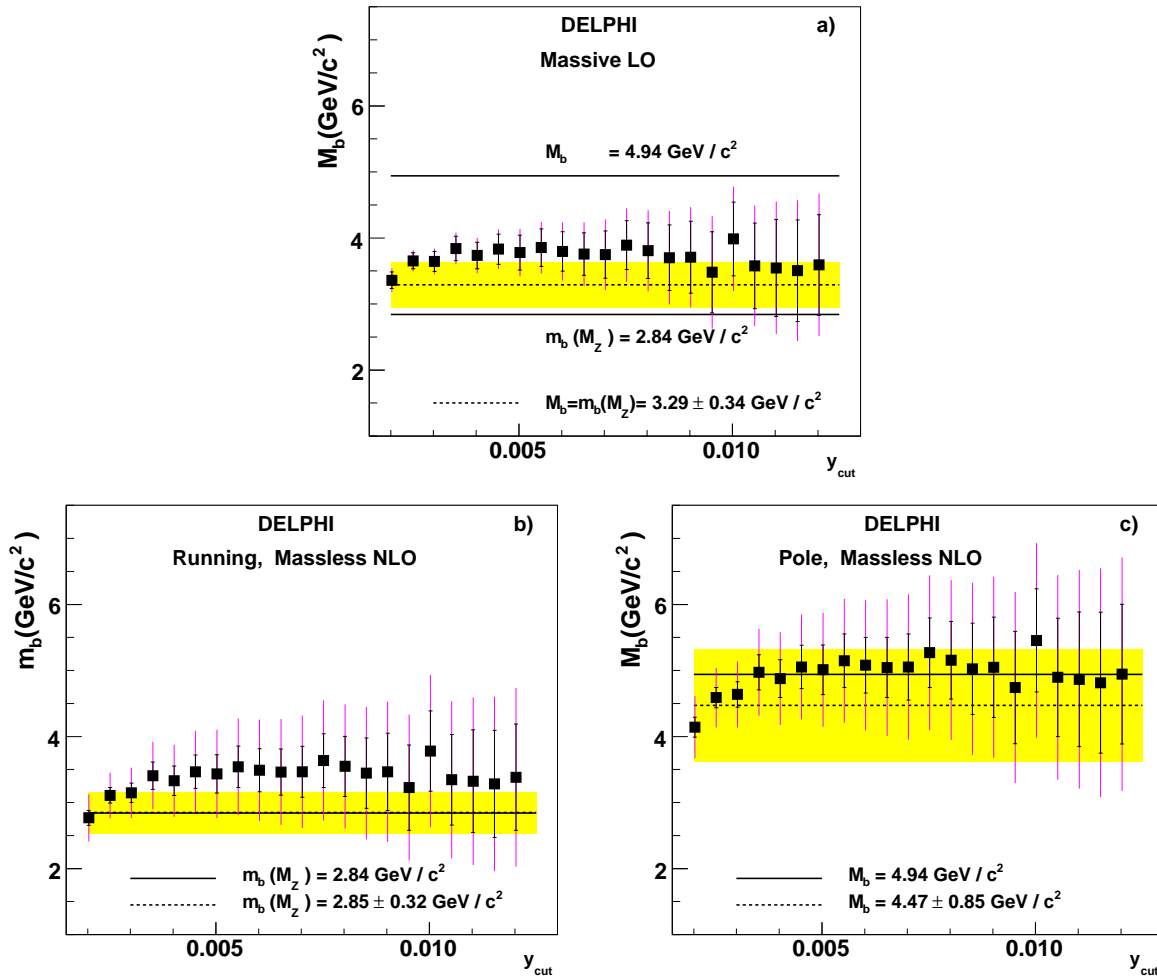 DELPHI
a)
Massive LO
M_b(GeV/c^2)
6
4
2
M_b = 4.94 GeV / c^2
m_b (M_Z ) = 2.84 GeV / c^2
M_b=m_b(M_Z)= 3.29 ± 0.34 GeV / c^2
0.005
0.010
y_cut
DELPHI
b)
Running, Massless NLO
m_b(GeV/c^2)
6
4
2
m_b (M_Z ) = 2.84 GeV / c^2
m_b (M_Z ) = 2.85 ± 0.32 GeV / c^2
0.005
0.010
y_cut
DELPHI
c)
Pole, Massless NLO
M_b(GeV/c^2)
6
4
2
M_b = 4.94 GeV / c^2
M_b = 4.47 ± 0.85 GeV / c^2
0.005
0.010
y_cut